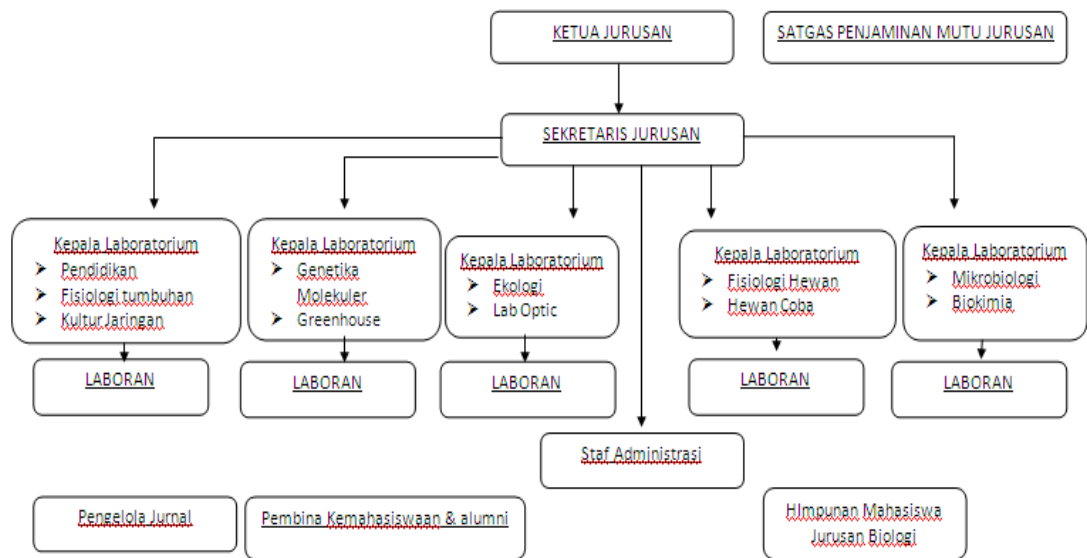 KETUA JURUSAN
SATGAS PENJAMINAN MUTU JURUSAN
SEKRETARIS JURUSAN
Kepala Laboratorium
Pendidikan
Fisiologi tumbuhan
Kultur Jaringan
Kepala Laboratorium
Genetika
Molekuler
Greenhouse
Kepala Laboratorium
Ekologi
Lab Optic
Kepala Laboratorium
Fisiologi Hewan
Hewan Coba
Kepala Laboratorium
Mikrobiologi
Biokimia
LABORAN
LABORAN
LABORAN
LABORAN
LABORAN
Staf Administrasi
Pengelola Jurnal
Pembina Kemahasiswaan & alumni
HImpunan Mahasiswa
Jurusan Biologi